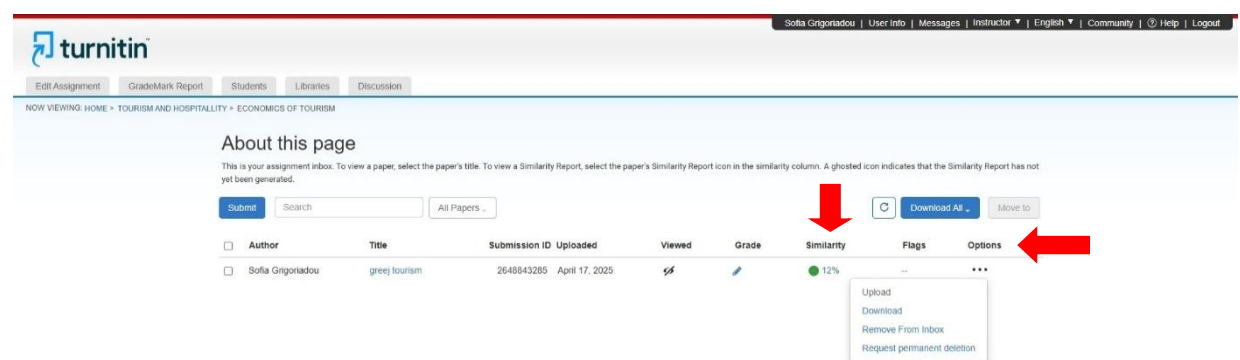 Sofia Grigoriadou | User Info | Messages | Instructor ▼ | English ▼ | Community | ? Help | Logout
turnitin
Edit Assignment GradeMark Report Students Libraries Discussion
NOW VIEWING: HOME > TOURISM AND HOSPITALLITY > ECONOMICS OF TOURISM
About this page
This is your assignment inbox. To view a paper, select the paper's title. To view a Similarity Report, select the paper's Similarity Report icon in the similarity column. A ghosted icon indicates that the Similarity Report has not
yet been generated.
Submit Search All Papers Download All Move to
Author Title Submission ID Uploaded Viewed Grade Similarity Flags Options
Sofia Grigoriadou greej tourism 2648843285 April 17, 2025 12% -- •••
Upload
Download
Remove From Inbox
Request permanent deletion